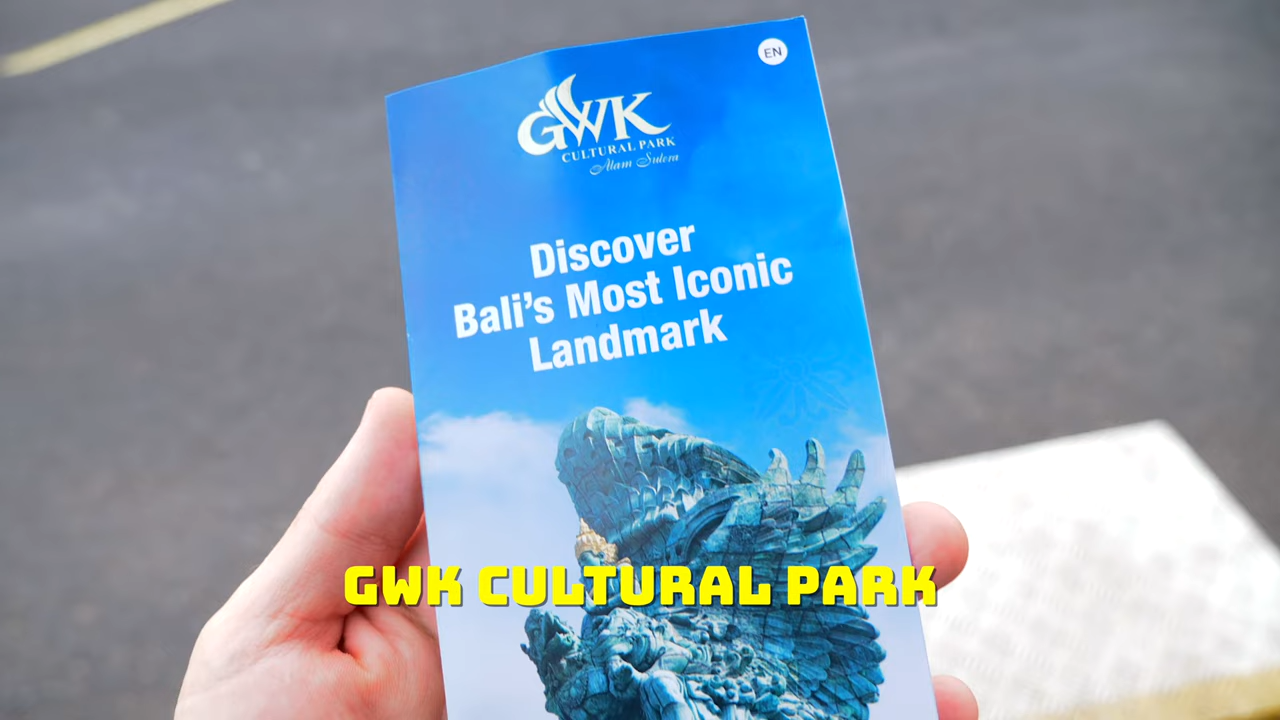 EN
GWK
CULTURAL PARK
Alam Sutera
Discover
Bali's Most Iconic
Landmark
GWK CULTURAL PARK